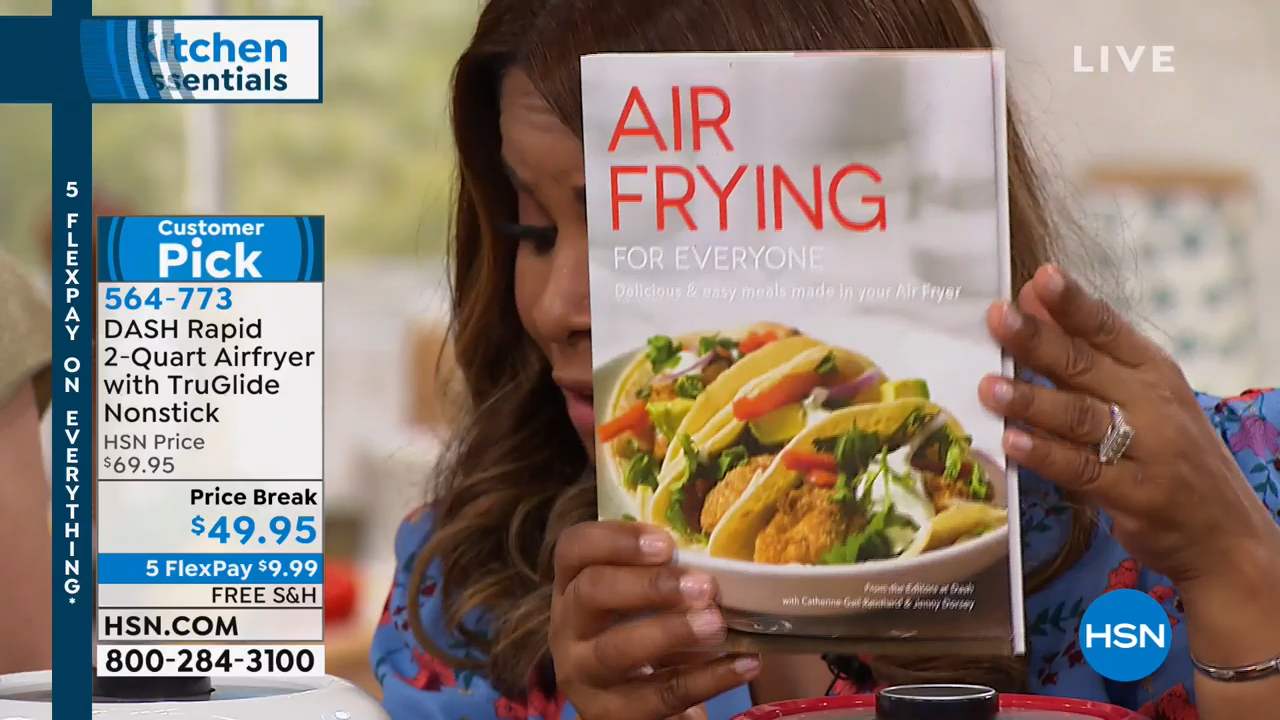 Kitchen
Essentials
LIVE
5 FLEXPAY ON EVERYTHING*
Customer
Pick
564-773
DASH Rapid
2-Quart Airfryer
with TruGlide
Nonstick
HSN Price
$69.95
Price Break
$49.95
5 FlexPay $9.99
FREE S&H
HSN.COM
800-284-3100
AIR
FRYING
FOR EVERYONE
Delicious & easy meals made in your Air Fryer
From the Editors at Dash
with Catherine Gail Reinhard & Jenny Dorsey
HSN